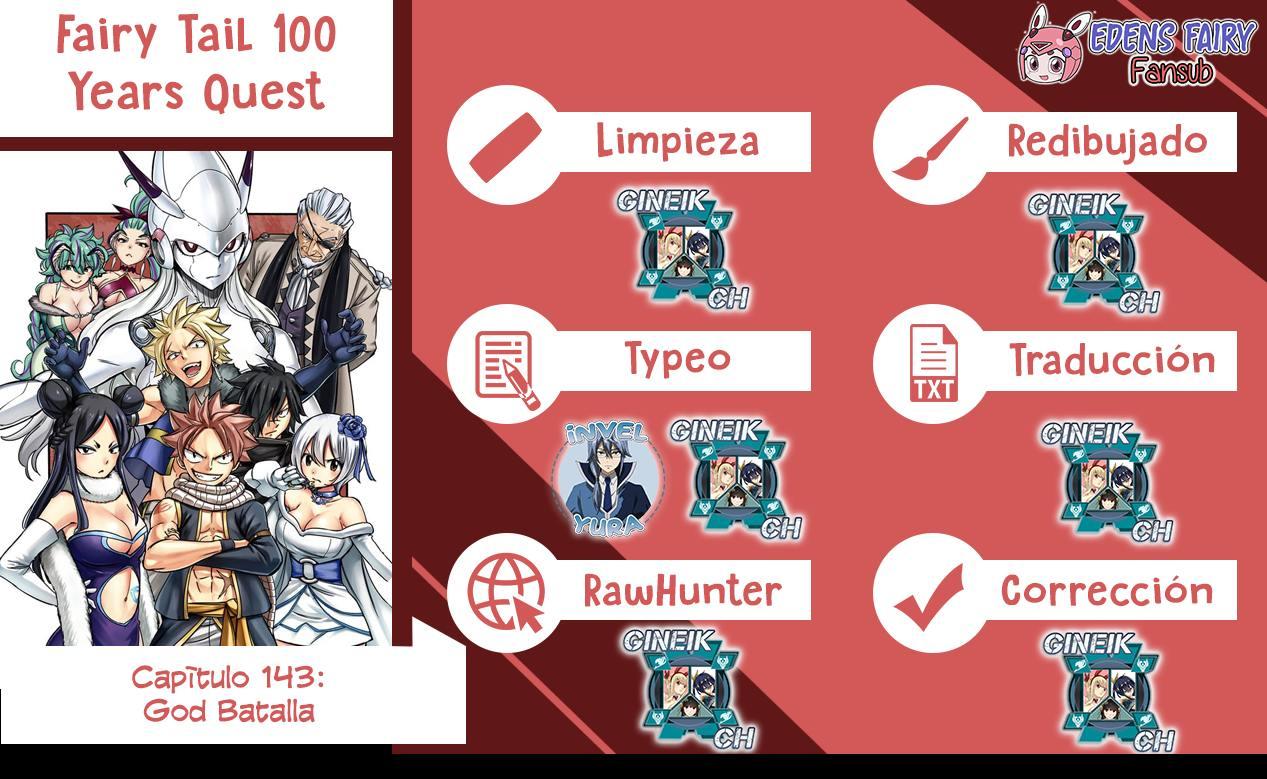 Fairy Tail 100
Years Quest
EDENS FAIRY
Fansub
Limpieza
GINEIK
CH
Redibujado
GINEIK
CH
Typeo
iNVEL
YURA
GINEIK
CH
TXT
Traducción
GINEIK
CH
RawHunter
GINEIK
CH
Corrección
GINEIK
CH
Capítulo 143:
God Batalla